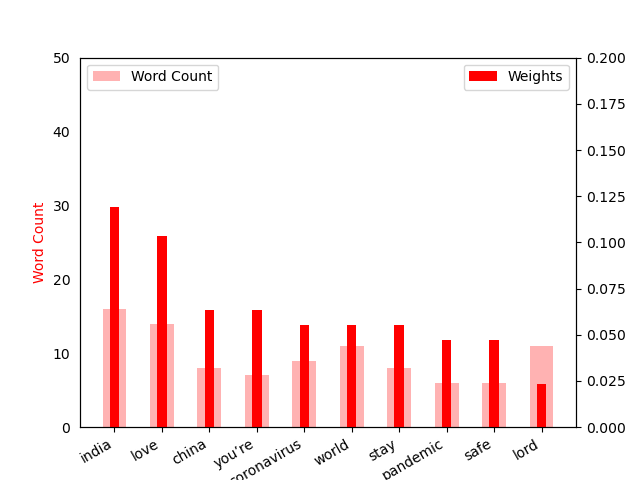 Word Count
Weights
50
40
30
20
10
0
Word Count
0.200
0.175
0.150
0.125
0.100
0.075
0.050
0.025
0.000
india
love
china
you're
oronavirus
world
stay
pandemic
safe
lord